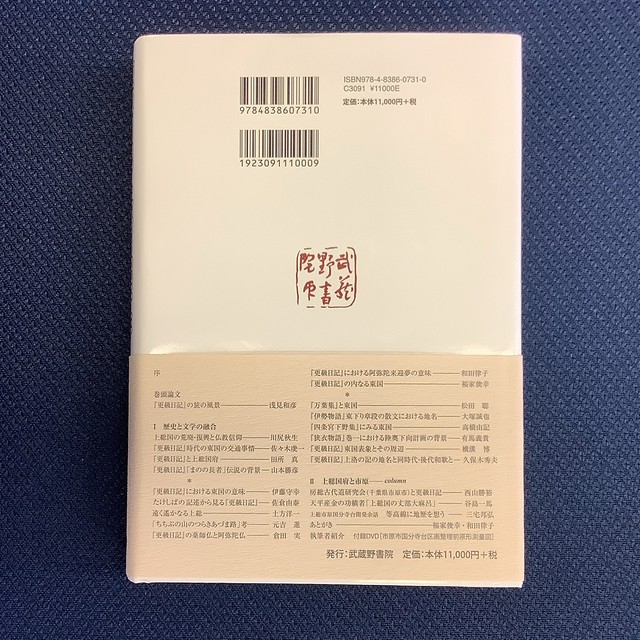 ISBN978-4-8386-0731-0
C3091 ¥11000E
定価：本体11,000円＋税
9784838607310
1923091110009
武蔵
野書
院印
序
巻頭論文
『更級日記』の旅の風景 浅見和彦
Ⅰ 歴史と文学の融合
上総国の荒廃・復興と仏教信仰 川尻秋生
『更級日記』時代の東国の交通事情 佐々木虔一
『更級日記』と上総国府 田所 真
『更級日記』「まの長者」伝説の背景 山本勝彦
＊
『更級日記』における東国の意味 伊藤守幸
たけしばの記述から見る『更級日記』 佐倉由泰
遠く遙かなる上総 土方洋一
「ちちぶの山のつらきあづま路」考 元吉 進
『更級日記』の薬師仏と阿弥陀仏 倉田 実
『更級日記』における阿弥陀来迎夢の意味 和田律子
『更級日記』の内なる東国 福家俊幸
＊
『万葉集』と東国 松田 聡
『伊勢物語』東下り章段の散文における地名 大塚誠也
『四条宮下野集』にみる東国 高橋由記
『狭衣物語』巻一における陸奥下向計画の背景 有馬義貴
『更級日記』東国表象とその周辺 横溝 博
『更級日記』上洛の記の地名と同時代・後代和歌と 久保木秀夫
Ⅱ 上総国府と市原 column
房総古代道研究会（千葉県市原市）と更級日記 西山勝裕
天平産金の功績者「上総国の丈部大麻呂」 谷島一馬
上総市原国分寺台開発余話 等高線に地歴を想う 三宅邦弘
あとがき 福家俊幸・和田律子
執筆者紹介 付録DVD［市原市国分寺台区画整理前原形測量図］
発行：武蔵野書院 定価：本体11,000円＋税